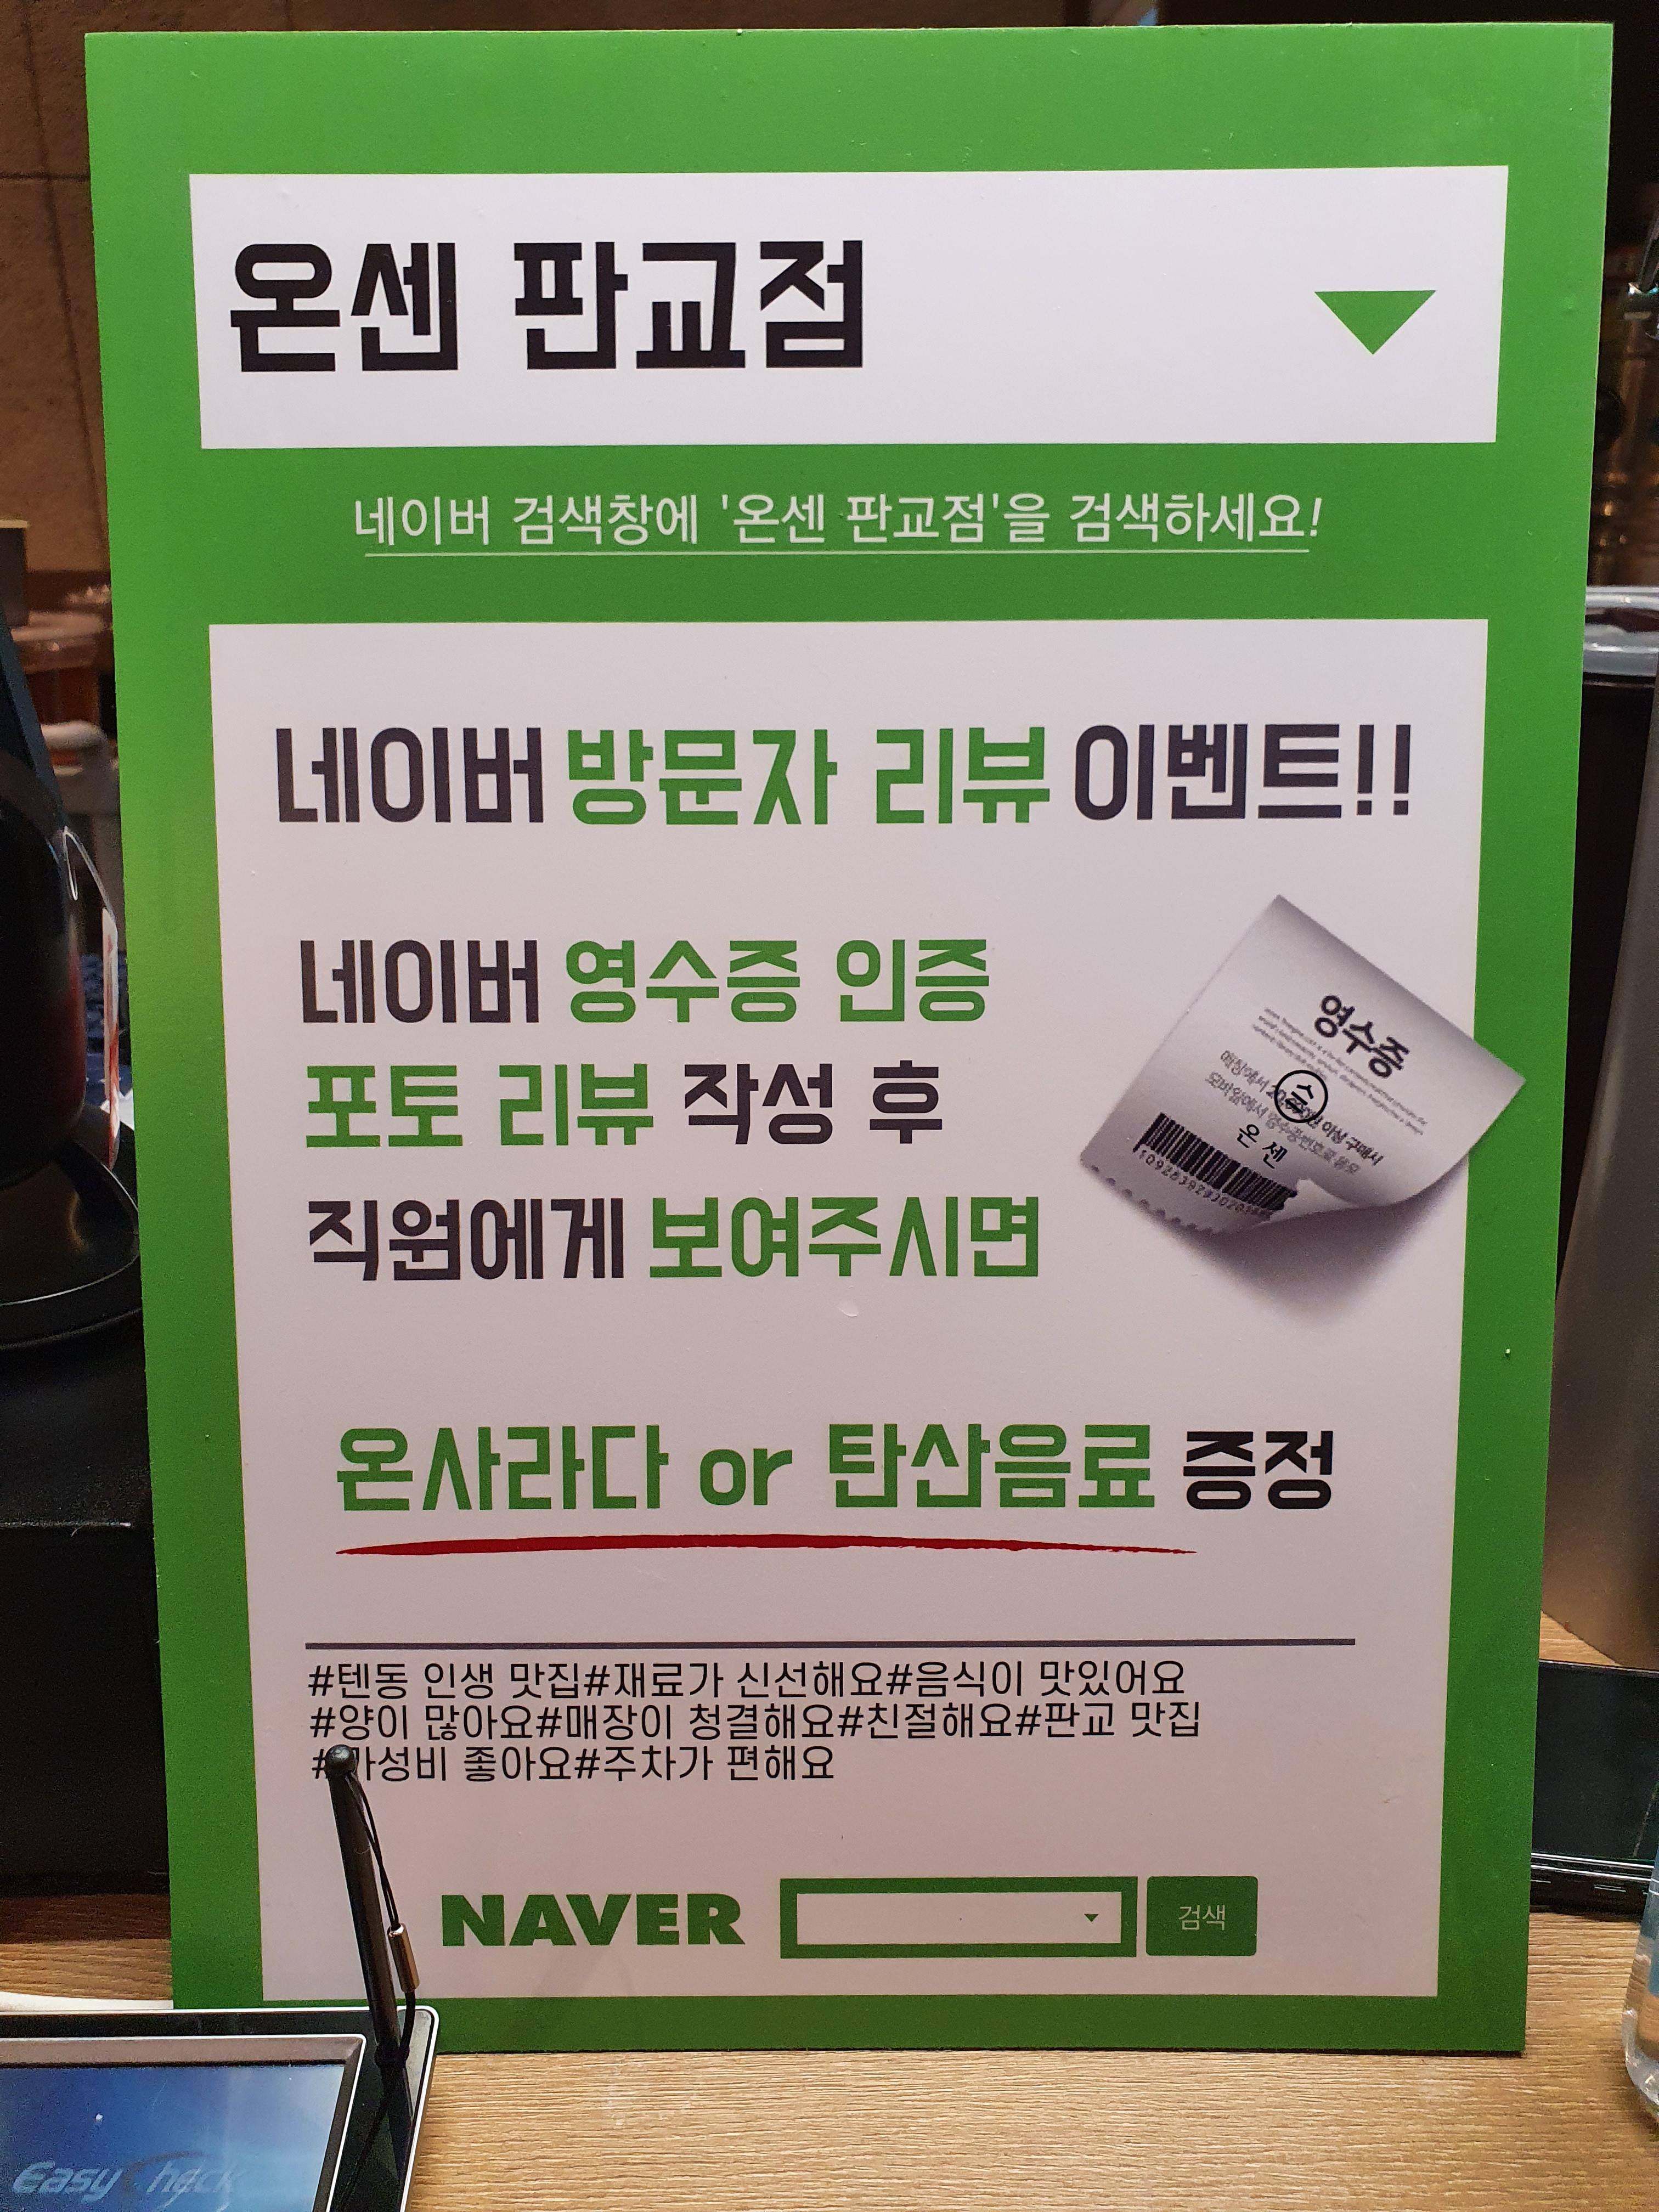 온센 판교점
네이버 검색창에 '온센 판교점'을 검색하세요!
네이버 방문자 리뷰 이벤트!!
네이버 영수증 인증
포토 리뷰 작성 후
직원에게 보여주시면
영수증
온 센
온사라다 or 탄산음료 증정
#텐동 인생 맛집#재료가 신선해요#음식이 맛있어요
#양이 많아요#매장이 청결해요#친절해요#판교 맛집
#가성비 좋아요#주차가 편해요
NAVER
검색
EasyCheck